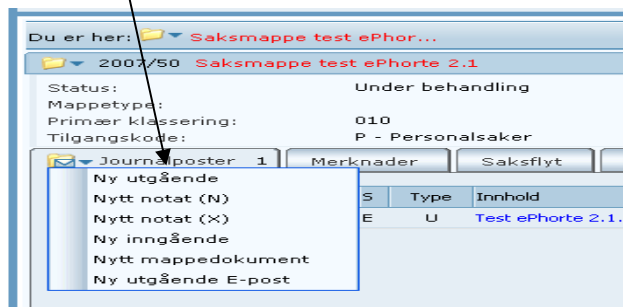 Du er her: Saksmappe test ePhor...
2007/50 Saksmappe test ePhorte 2.1
Status: Under behandling
Mappetype:
Primær klassering: 010
Tilgangskode: P - Personalsaker
Journalposter 1 Merknader Saksflyt
S Type Innhold
E U Test ePhorte 2.1.
Ny utgående
Nytt notat (N)
Nytt notat (X)
Ny inngående
Nytt mappedokument
Ny utgående E-post